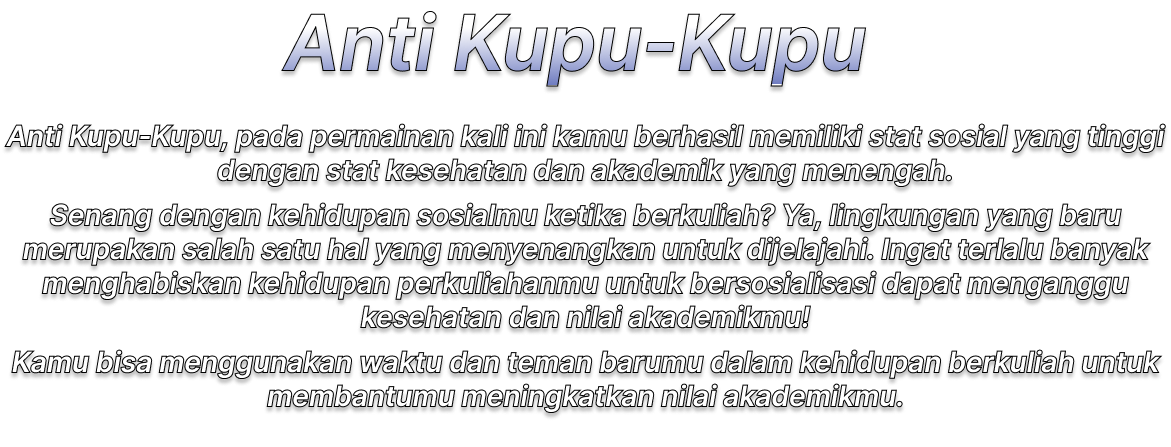 Anti Kupu-Kupu
Anti Kupu-Kupu, pada permainan kali ini kamu berhasil memiliki stat sosial yang tinggi
dengan stat kesehatan dan akademik yang menengah.
Senang dengan kehidupan sosialmu ketika berkuliah? Ya, lingkungan yang baru
merupakan salah satu hal yang menyenangkan untuk dijelajahi. Ingat terlalu banyak
menghabiskan kehidupan perkuliahanmu untuk bersosialisasi dapat menganggu
kesehatan dan nilai akademikmu!
Kamu bisa menggunakan waktu dan teman barumu dalam kehidupan berkuliah untuk
membantumu meningkatkan nilai akademikmu.